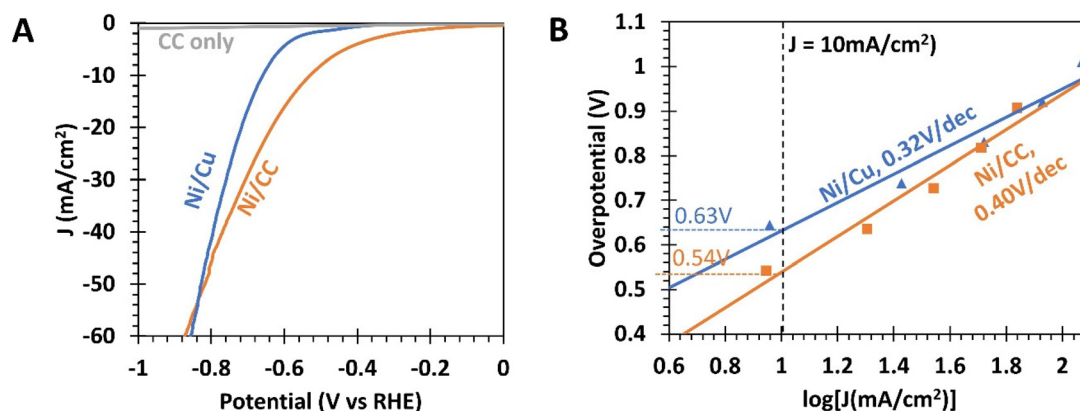 A
0
-10
-20
-30
-40
-50
-60
J (mA/cm²)
CC only
Ni/Cu
Ni/CC
-1
-0.8
-0.6
-0.4
-0.2
0
Potential (V vs RHE)
B
1.1
1
0.9
0.8
0.7
0.6
0.5
0.4
Overpotential (V)
J = 10mA/cm²)
Ni/Cu, 0.32V/dec
Ni/CC,
0.40V/dec
0.63V
0.54V
0.6
0.8
1
1.2
1.4
1.6
1.8
2
log[J(mA/cm²)]